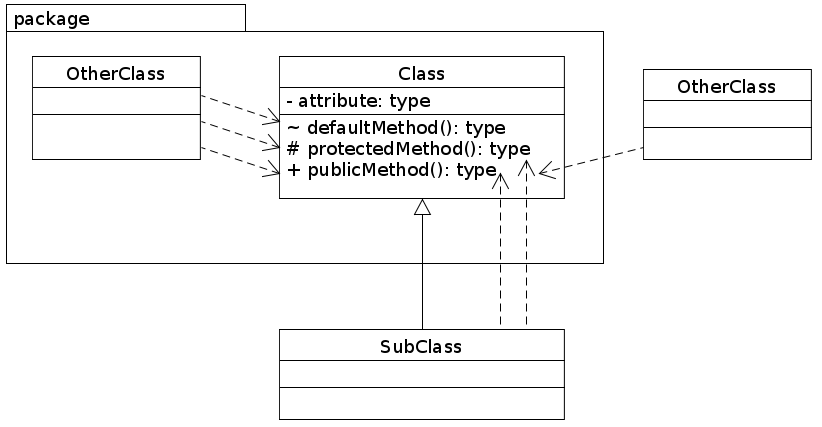 package
OtherClass
Class
- attribute: type
~ defaultMethod(): type
# protectedMethod(): type
+ publicMethod(): type
OtherClass
SubClass